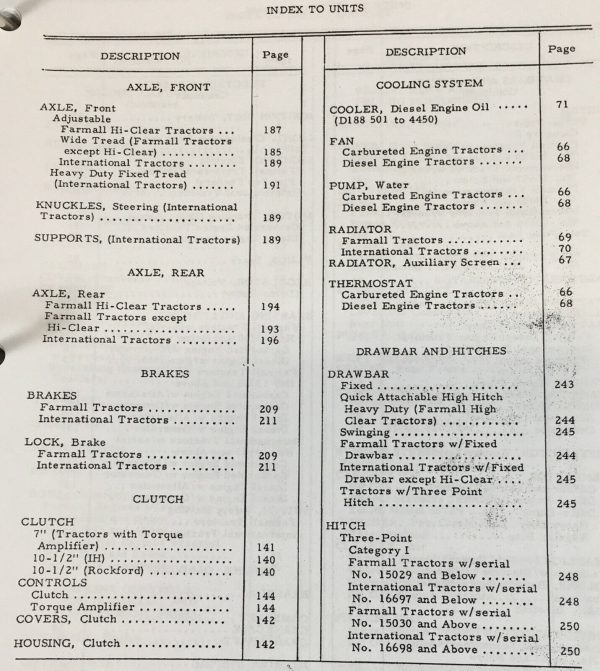 INDEX TO UNITS
DESCRIPTION Page
AXLE, FRONT
AXLE, Front
Adjustable
Farmall Hi-Clear Tractors ... 187
Wide Tread (Farmall Tractors
except Hi-Clear) ............ 185
International Tractors ........ 189
Heavy Duty Fixed Tread
(International Tractors) ....... 191
KNUCKLES, Steering (International
Tractors) ..................... 189
SUPPORTS, (International Tractors) 189
AXLE, REAR
AXLE, Rear
Farmall Hi-Clear Tractors ..... 194
Farmall Tractors except
Hi-Clear .................... 193
International Tractors .......... 196
BRAKES
BRAKES
Farmall Tractors ............. 209
International Tractors ......... 211
LOCK, Brake
Farmall Tractors ............. 209
International Tractors ......... 211
CLUTCH
CLUTCH
7" (Tractors with Torque
Amplifier) .................... 141
10-1/2" (IH) ................... 140
10-1/2" (Rockford) ............. 140
CONTROLS
Clutch ........................ 144
Torque Amplifier .............. 144
COVERS, Clutch ................. 142
HOUSING, Clutch ............... 142
DESCRIPTION Page
COOLING SYSTEM
COOLER, Diesel Engine Oil ..... 71
(D188 501 to 4450)
FAN
Carbureted Engine Tractors ... 66
Diesel Engine Tractors ....... 68
PUMP, Water
Carbureted Engine Tractors ... 66
Diesel Engine Tractors ....... 68
RADIATOR
Farmall Tractors ............ 69
International Tractors ........ 70
RADIATOR, Auxiliary Screen ... 67
THERMOSTAT
Carbureted Engine Tractors .. 66
Diesel Engine Tractors ...... 68
DRAWBAR AND HITCHES
DRAWBAR
Fixed ...................... 243
Quick Attachable High Hitch
Heavy Duty (Farmall High
Clear Tractors) ............ 244
Swinging .................... 245
Farmall Tractors w/Fixed
Drawbar .................. 244
International Tractors w/Fixed
Drawbar except Hi-Clear .... 245
Tractors w/Three Point
Hitch ...................... 245
HITCH
Three-Point
Category I
Farmall Tractors w/serial
No. 15029 and Below ....... 248
International Tractors w/serial
No. 16697 and Below ....... 248
Farmall Tractors w/serial
No. 15030 and Above ....... 250
International Tractors w/serial
No. 16698 and Above ....... 250